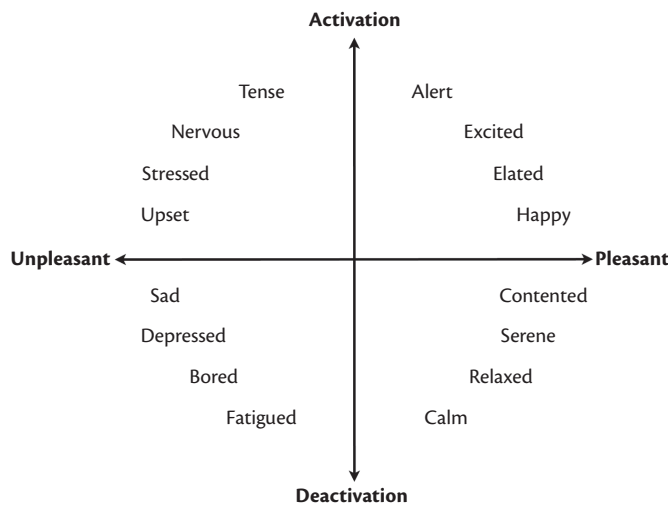 Activation
Tense Alert
Nervous Excited
Stressed Elated
Upset Happy
Unpleasant Pleasant
Sad Contented
Depressed Serene
Bored Relaxed
Fatigued Calm
Deactivation